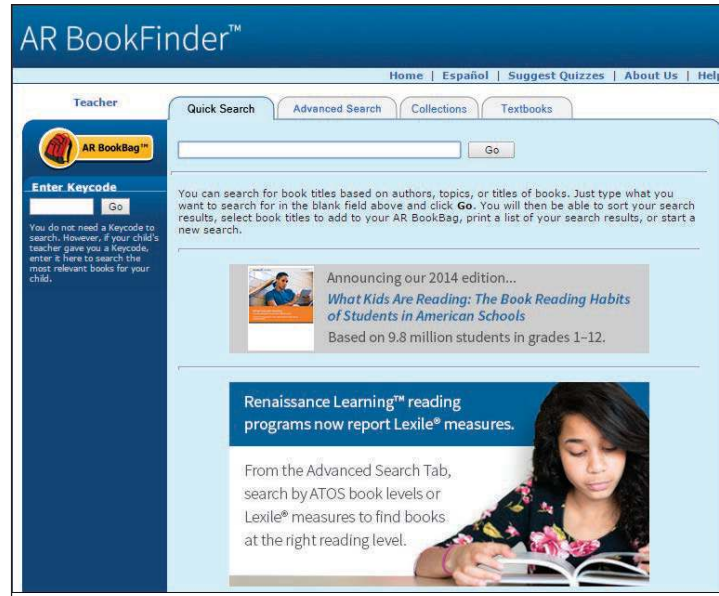 AR BookFinder™
Home | Español | Suggest Quizzes | About Us | Help
Teacher
Quick Search
Advanced Search
Collections
Textbooks
AR BookBag™
Go
Enter Keycode
Go
You do not need a Keycode to
search. However, if your child's
teacher gave you a Keycode,
enter it here to search the
most relevant books for your
child.
You can search for book titles based on authors, topics, or titles of books. Just type what you
want to search for in the blank field above and click Go. You will then be able to sort your search
results, select book titles to add to your AR BookBag, print a list of your search results, or start a
new search.
Announcing our 2014 edition...
What Kids Are Reading: The Book Reading Habits
of Students in American Schools
Based on 9.8 million students in grades 1–12.
Renaissance Learning™ reading
programs now report Lexile® measures.
From the Advanced Search Tab,
search by ATOS book levels or
Lexile® measures to find books
at the right reading level.